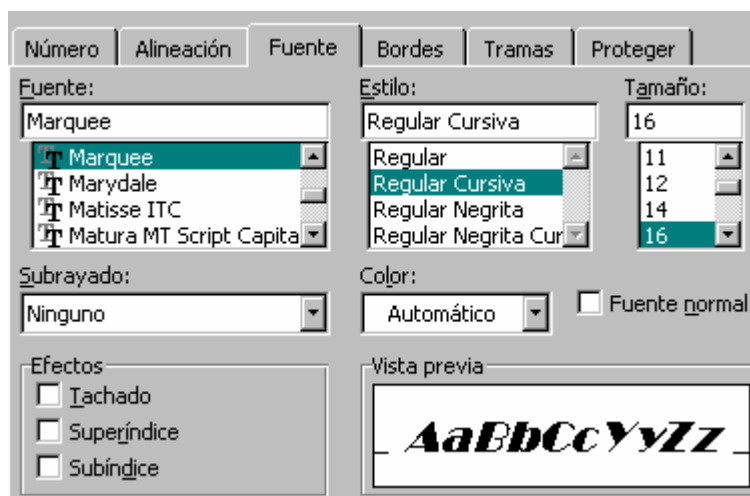 Número Alineación Fuente Bordes Tramas Proteger
Fuente: Estilo: Tamaño:
Marquee Regular Cursiva 16
Marquee Regular 11
Marydale Regular Cursiva 12
Matisse ITC Regular Negrita 14
Matura MT Script Capita Regular Negrita Cur 16
Subrayado: Color:
Ninguno Automático Fuente normal
Efectos Vista previa
Tachado
Superíndice
Subíndice
AaBbCcYyZz